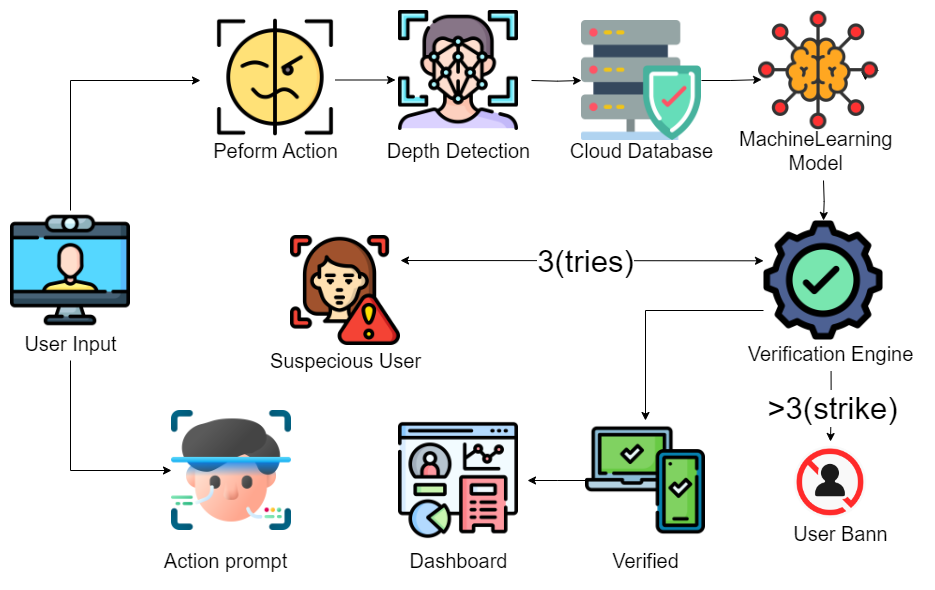 Peform Action
Depth Detection
Cloud Database
MachineLearning
Model
3(tries)
User Input
Suspecious User
Verification Engine
>3(strike)
User Bann
Action prompt
Dashboard
Verified